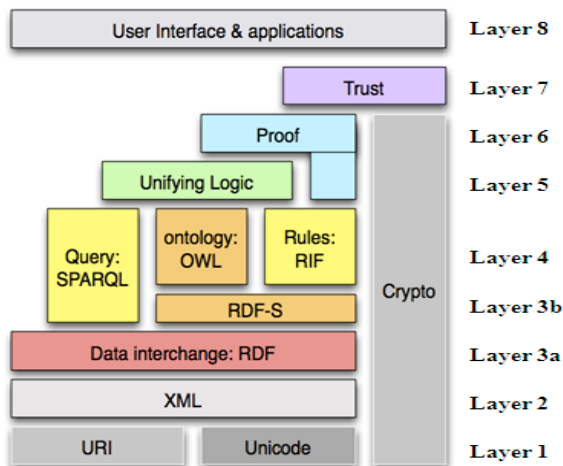 User Interface & applications
Layer 8
Trust
Layer 7
Proof
Layer 6
Unifying Logic
Layer 5
Query:
SPARQL
ontology:
OWL
Rules:
RIF
Layer 4
Crypto
RDF-S
Layer 3b
Data interchange: RDF
Layer 3a
XML
Layer 2
URI
Unicode
Layer 1